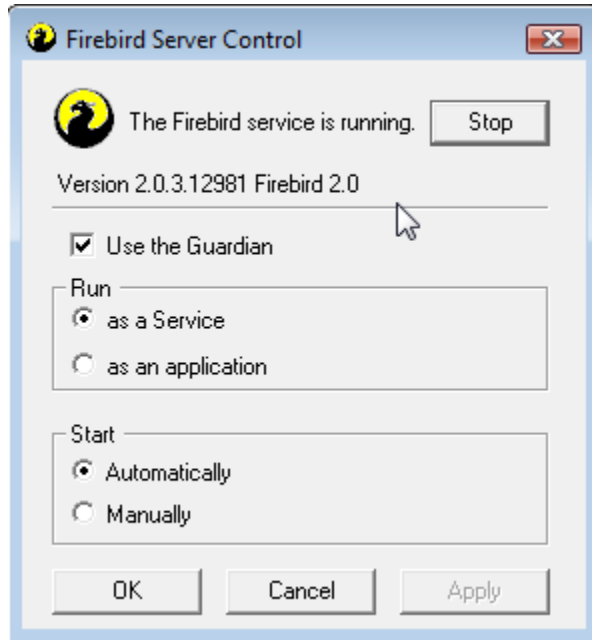 Firebird Server Control
The Firebird service is running. Stop
Version 2.0.3.12981 Firebird 2.0
Use the Guardian
Run
as a Service
as an application
Start
Automatically
Manually
OK Cancel Apply